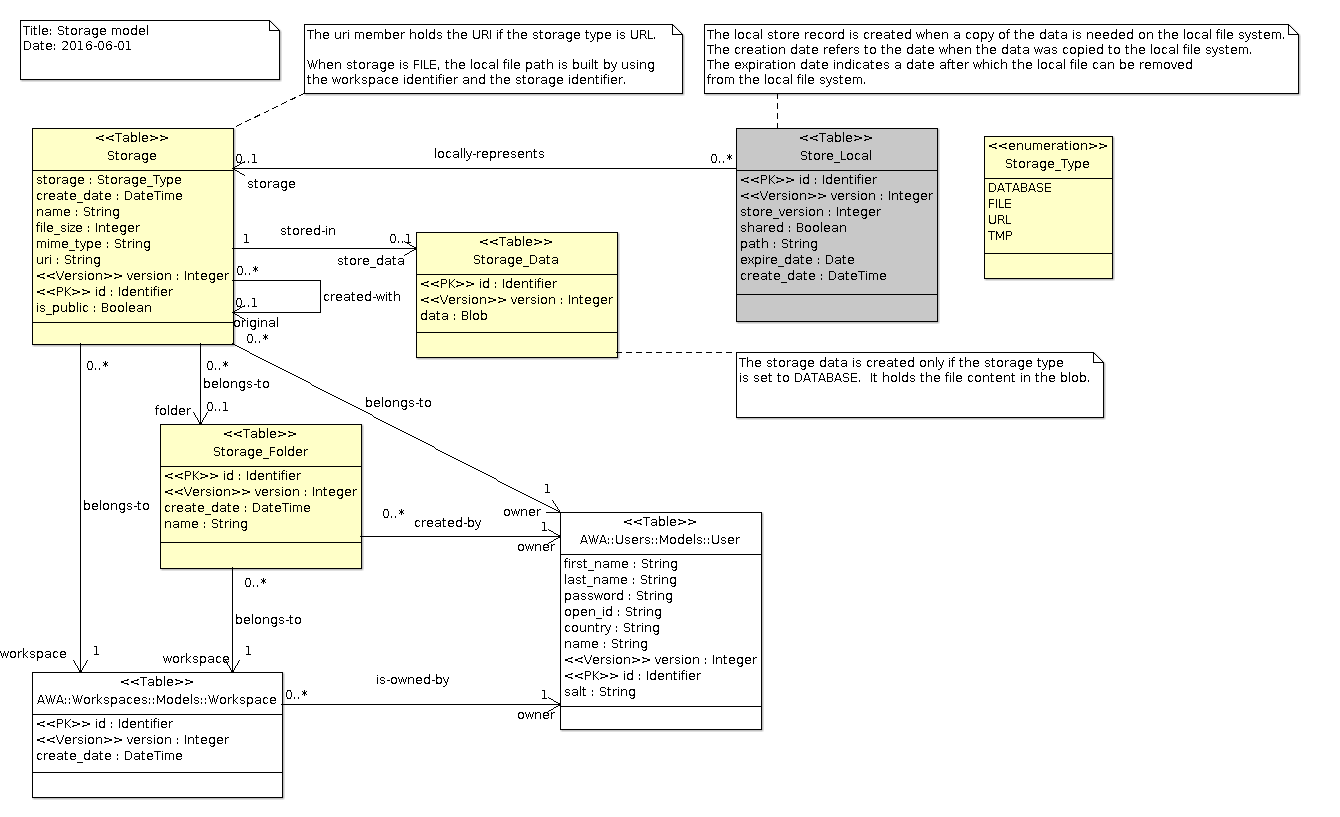 Title: Storage model
Date: 2016-06-01
The uri member holds the URI if the storage type is URL.
When storage is FILE, the local file path is built by using
the workspace identifier and the storage identifier.
The local store record is created when a copy of the data is needed on the local file system.
The creation date refers to the date when the data was copied to the local file system.
The expiration date indicates a date after which the local file can be removed
from the local file system.
<<Table>>
Storage
storage : Storage_Type
create_date : DateTime
name : String
file_size : Integer
mime_type : String
uri : String
<<Version>> version : Integer
<<PK>> id : Identifier
is_public : Boolean
0..1
locally-represents
0..*
storage
<<Table>>
Store_Local
<<PK>> id : Identifier
<<Version>> version : Integer
store_version : Integer
shared : Boolean
path : String
expire_date : Date
create_date : DateTime
<<enumeration>>
Storage_Type
DATABASE
FILE
URL
TMP
1
stored-in
0..1
store_data
0..*
created-with
0..1
original
<<Table>>
Storage_Data
<<PK>> id : Identifier
<<Version>> version : Integer
data : Blob
The storage data is created only if the storage type
is set to DATABASE.  It holds the file content in the blob.
0..*
belongs-to
workspace
1
0..*
belongs-to
folder
0..1
0..*
belongs-to
1
owner
<<Table>>
Storage_Folder
<<PK>> id : Identifier
<<Version>> version : Integer
create_date : DateTime
name : String
0..*
created-by
1
owner
0..*
belongs-to
workspace
1
<<Table>>
AWA::Users::Models::User
first_name : String
last_name : String
password : String
open_id : String
country : String
name : String
<<Version>> version : Integer
<<PK>> id : Identifier
salt : String
<<Table>>
AWA::Workspaces::Models::Workspace
<<PK>> id : Identifier
<<Version>> version : Integer
create_date : DateTime
0..*
is-owned-by
1
owner